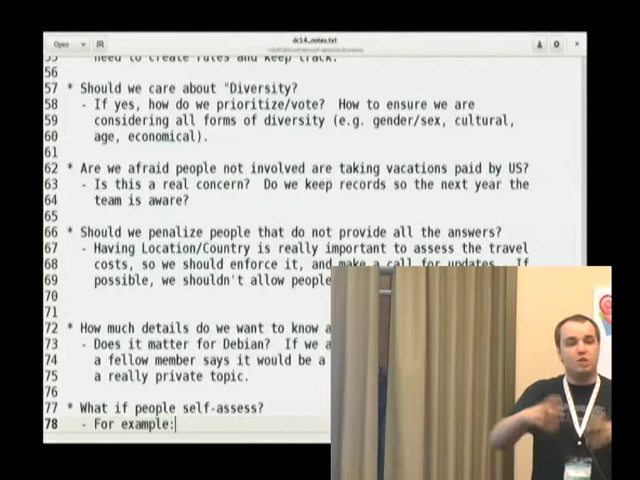 Open
dc14_notes.txt
55 need to create rules and keep track.
56
57 * Should we care about "Diversity?
58 - If yes, how do we prioritize/vote? How to ensure we are
59 considering all forms of diversity (e.g. gender/sex, cultural,
60 age, economical).
61
62 * Are we afraid people not involved are taking vacations paid by US?
63 - Is this a real concern? Do we keep records so the next year the
64 team is aware?
65
66 * Should we penalize people that do not provide all the answers?
67 - Having Location/Country is really important to assess the travel
68 costs, so we should enforce it, and make a call for updates. If
69 possible, we shouldn't allow people
70
71
72 * How much details do we want to know a
73 - Does it matter for Debian? If we a
74 a fellow member says it would be a
75 a really private topic.
76
77 * What if people self-assess?
78 - For example: